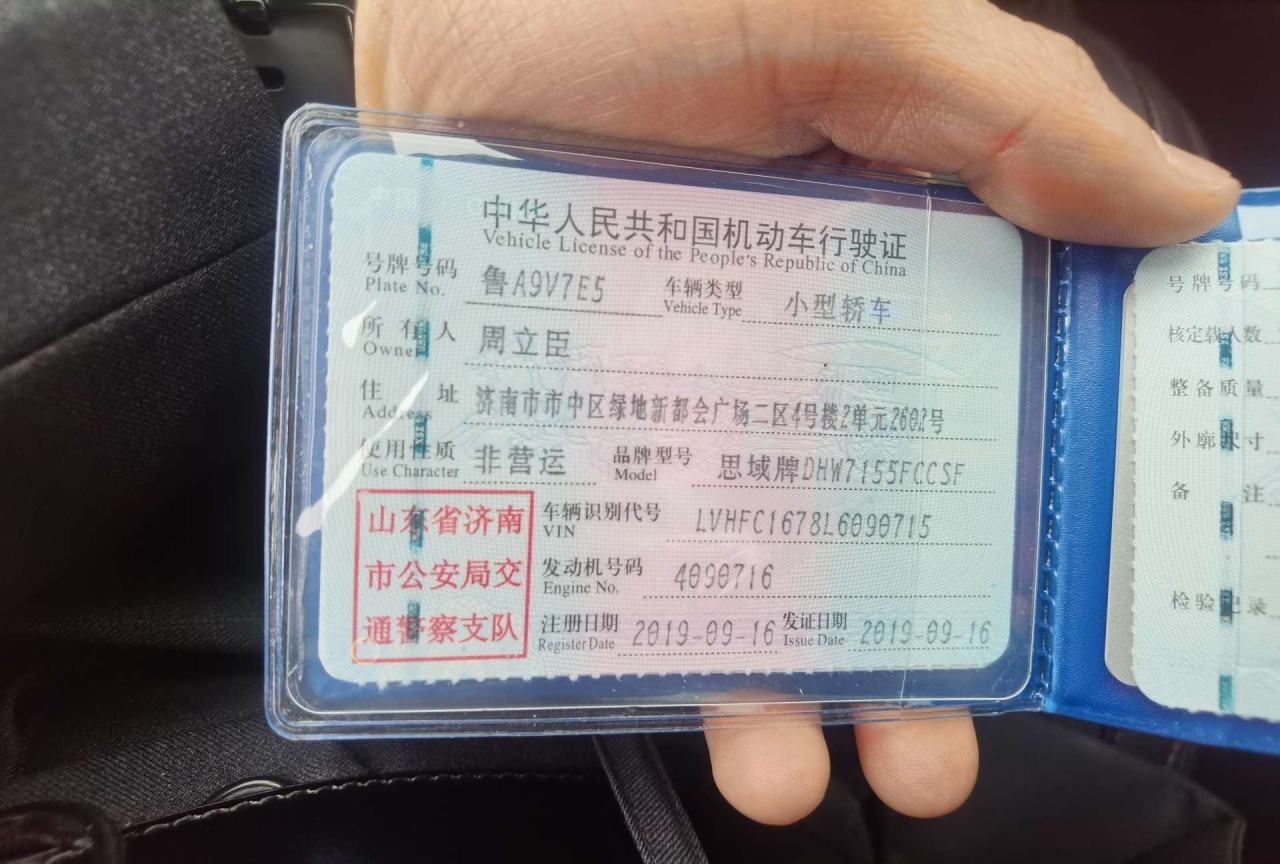 中华人民共和国机动车行驶证
Vehicle License of the People's Republic of China
号牌号码 鲁A9V7E5 车辆类型 小型轿车
Plate No. Vehicle Type
所有人 周立臣
Owner
住址 济南市市中区绿地新都会广场二区4号楼2单元2602号
Address
使用性质 非营运 品牌型号 思域牌DHW7155FCCSF
Use Character Model
山东省济南
市公安局交
通警察支队
车辆识别代号 LVHFC1678L6090715
VIN
发动机号码 4090716
Engine No.
注册日期 2019-09-16 发证日期 2019-09-16
Register Date Issue Date
号牌号码
核定载人数
整备质量
外廓尺寸
备注
检验记录